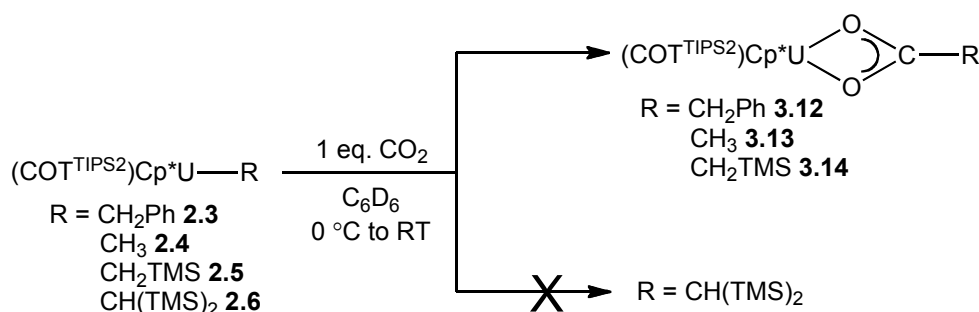 (COT^TIPS2)Cp*U O O C R
R = CH₂Ph 3.12
CH₃ 3.13
CH₂TMS 3.14
(COT^TIPS2)Cp*U R
R = CH₂Ph 2.3
CH₃ 2.4
CH₂TMS 2.5
CH(TMS)₂ 2.6
1 eq. CO₂
C₆D₆
0 °C to RT
X
R = CH(TMS)₂